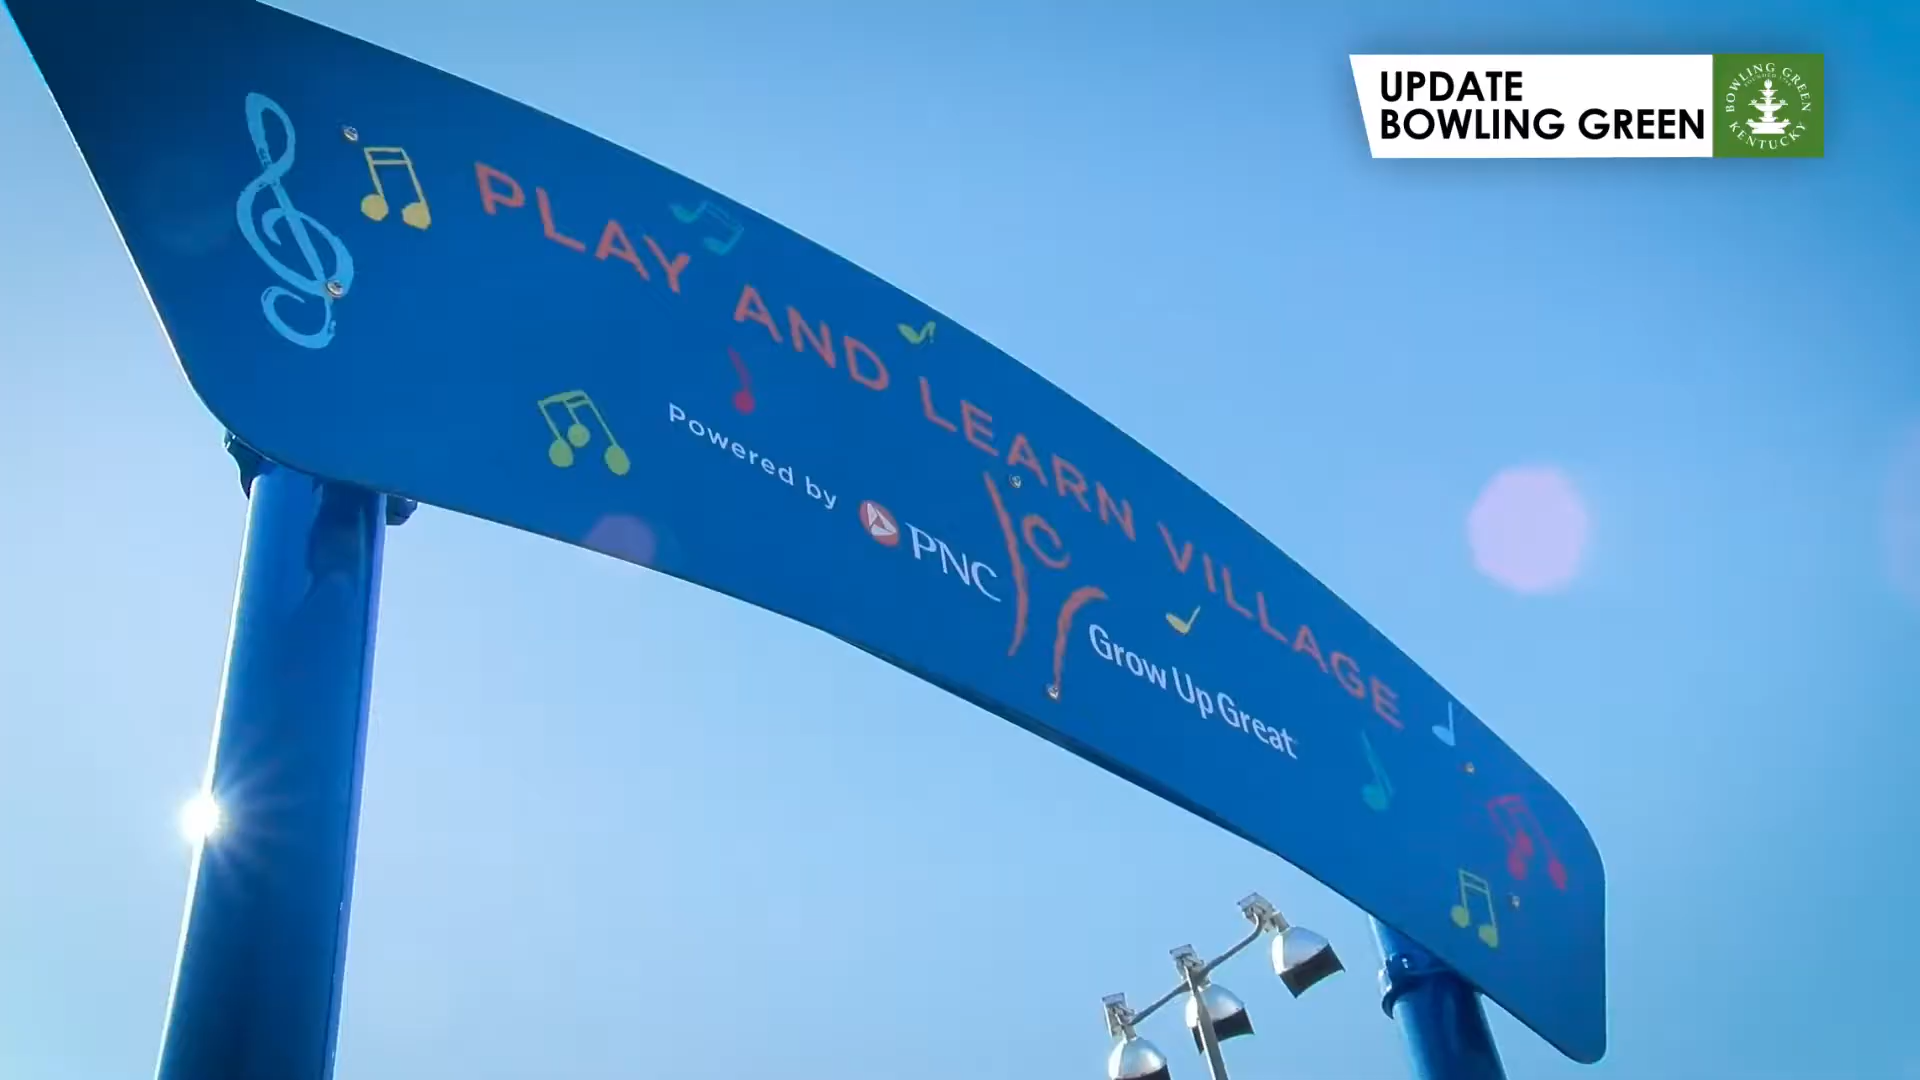 UPDATE
BOWLING GREEN
BOWLING GREEN
KENTUCKY
PLAY AND LEARN VILLAGE
Powered by PNC Grow Up Great